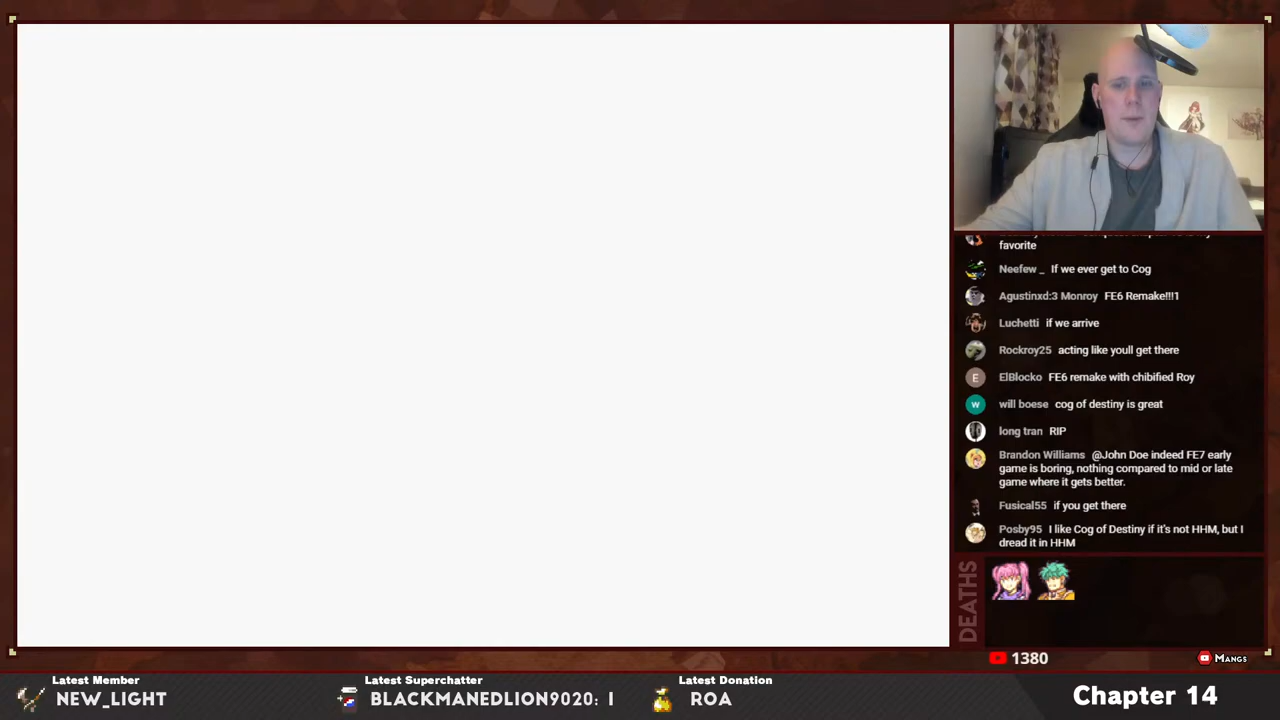 favorite
Neefew _ If we ever get to Cog
Agustinxd:3 Monroy FE6 Remake!!!1
Luchetti if we arrive
Rockroy25 acting like youll get there
E ElBlocko FE6 remake with chibified Roy
w will boese cog of destiny is great
long tran RIP
Brandon Williams @John Doe indeed FE7 early
game is boring, nothing compared to mid or late
game where it gets better.
Fusical55 if you get there
Posby95 I like Cog of Destiny if it's not HHM, but I
dread it in HHM
DEATHS
1380
MANGS
Latest Member
NEW_LIGHT
Latest Superchatter
BLACKMANEDLION9020: 1
Latest Donation
ROA
Chapter 14